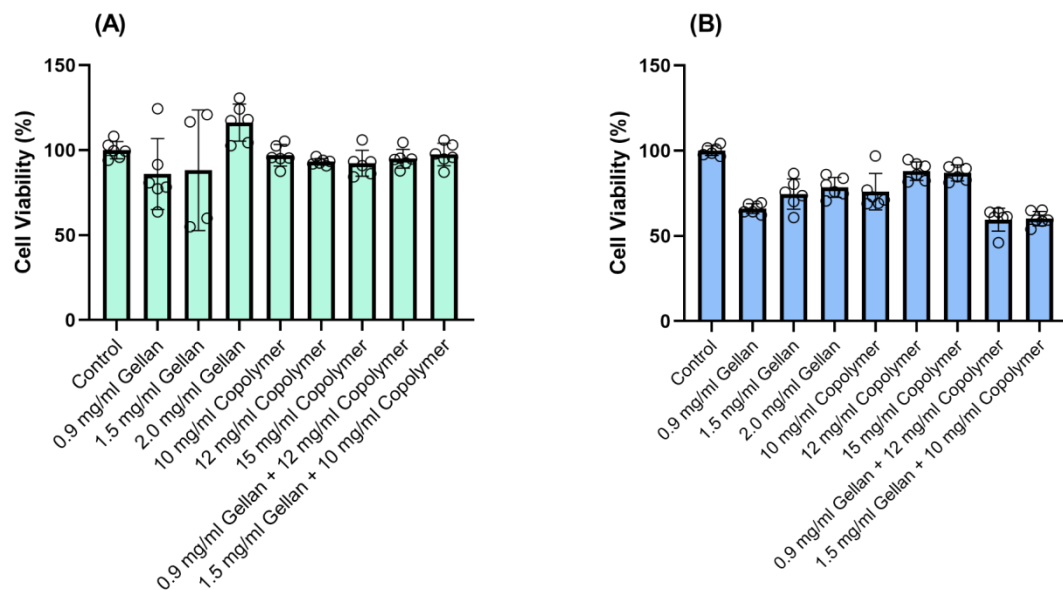 (A)
150
100
50
0
Cell Viability (%)
Control
0.9 mg/ml Gellan
1.5 mg/ml Gellan
2.0 mg/ml Gellan
10 mg/ml Copolymer
12 mg/ml Copolymer
15 mg/ml Copolymer
0.9 mg/ml Gellan + 12 mg/ml Copolymer
1.5 mg/ml Gellan + 10 mg/ml Copolymer
(B)
150
100
50
0
Cell Viability (%)
Control
0.9 mg/ml Gellan
1.5 mg/ml Gellan
2.0 mg/ml Gellan
10 mg/ml Copolymer
12 mg/ml Copolymer
15 mg/ml Copolymer
0.9 mg/ml Gellan + 12 mg/ml Copolymer
1.5 mg/ml Gellan + 10 mg/ml Copolymer